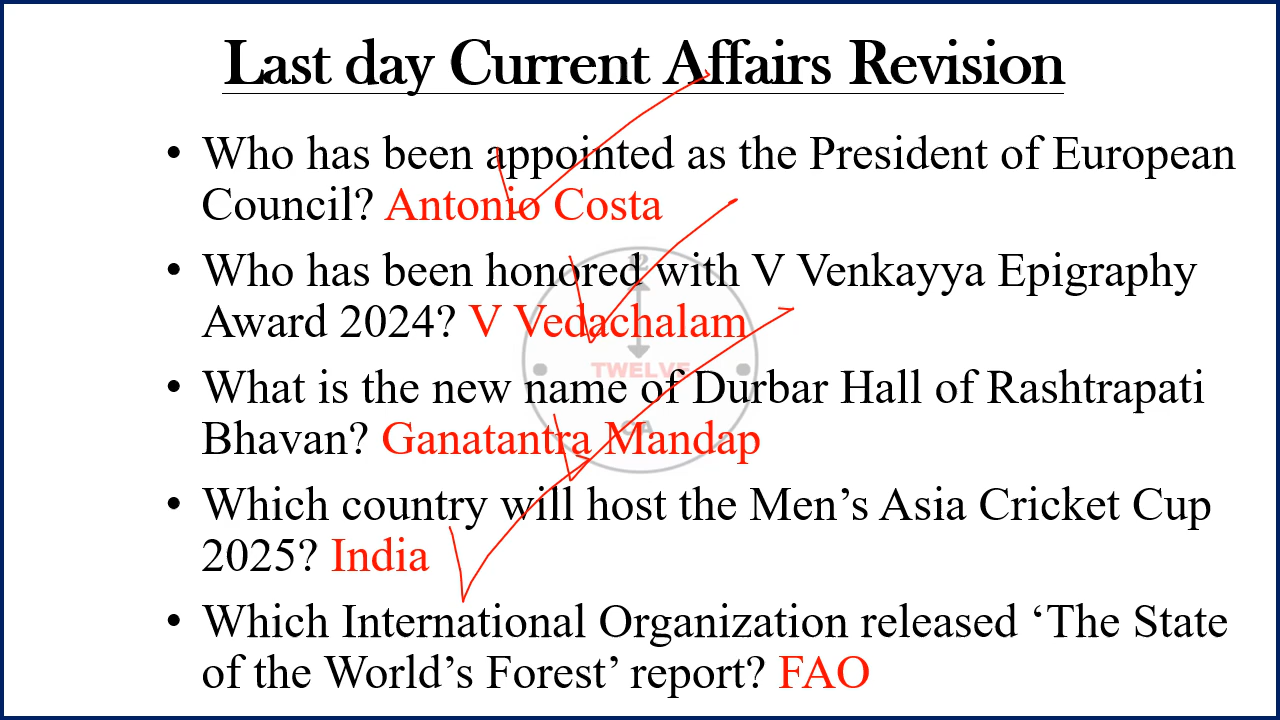 Last day Current Affairs Revision
• Who has been appointed as the President of European
Council? Antonio Costa
• Who has been honored with V Venkayya Epigraphy
Award 2024? V Vedachalam
• What is the new name of Durbar Hall of Rashtrapati
Bhavan? Ganatantra Mandap
• Which country will host the Men’s Asia Cricket Cup
2025? India
• Which International Organization released ‘The State
of the World’s Forest’ report? FAO
TWELVE